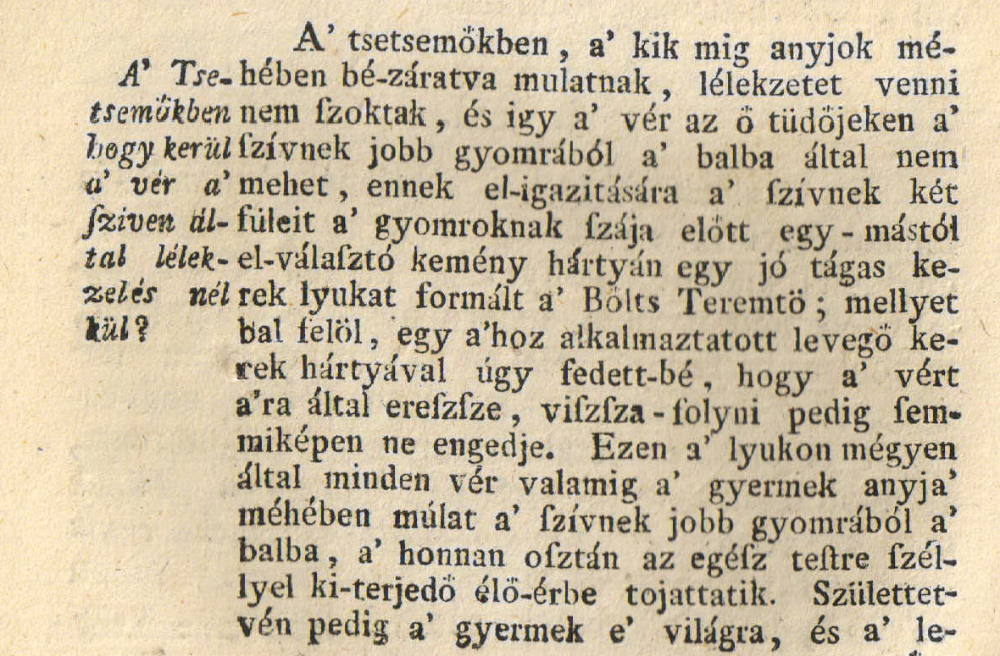 A' tsetsemőkben, a' kik mig anyjok mé-
hében bé-záratva mulatnak, lélekzetet venni
nem ſzoktak, és igy a' vér az ő tüdőjeken a'
ſzívnek jobb gyomrából a' balba által nem
mehet, ennek el-igazitására a' ſzívnek két
füleit a' gyomroknak ſzája előtt egy-mástól
el-válaſztó kemény hártyán egy jó tágas ke-
rek lyukat formált a' Bőlts Teremtö; mellyet
bal felöl, egy a'hoz alkalmaztatott levegő ke-
rek hártyával úgy fedett-bé, hogy a' vért
a'ra által ereſzſze, viſzſza-folyni pedig ſem-
miképen ne engedje. Ezen a' lyukon mégyen
által minden vér valamig a' gyermek anyja'
méhében múlat a' ſzívnek jobb gyomrából a'
balba, a' honnan oſztán az egéſz teſtre ſzél-
lyel ki-terjedő élő-érbe tojattatik. Születtet-
vén pedig a' gyermek e' világra, és a' le-
A' Tse-
tsemőkben
hogy kerül
a' vér a'
ſziven ál-
tal lélek-
zelés nél
kül?